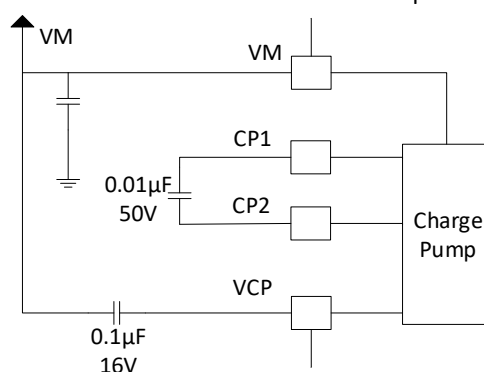 VM
VM
CP1
0.01µF
50V
CP2
Charge
Pump
VCP
0.1µF
16V